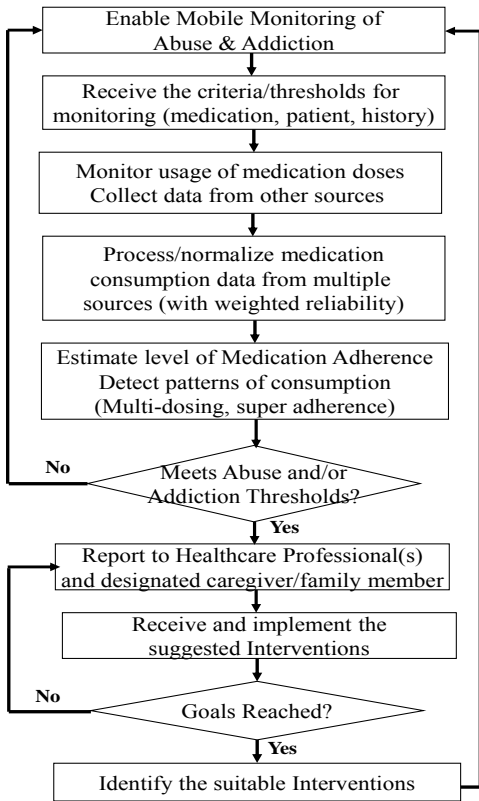 Enable Mobile Monitoring of
Abuse & Addiction
Receive the criteria/thresholds for
monitoring (medication, patient, history)
Monitor usage of medication doses
Collect data from other sources
Process/normalize medication
consumption data from multiple
sources (with weighted reliability)
Estimate level of Medication Adherence
Detect patterns of consumption
(Multi-dosing, super adherence)
No
Meets Abuse and/or
Addiction Thresholds?
Yes
Report to Healthcare Professional(s)
and designated caregiver/family member
Receive and implement the
suggested Interventions
No
Goals Reached?
Yes
Identify the suitable Interventions